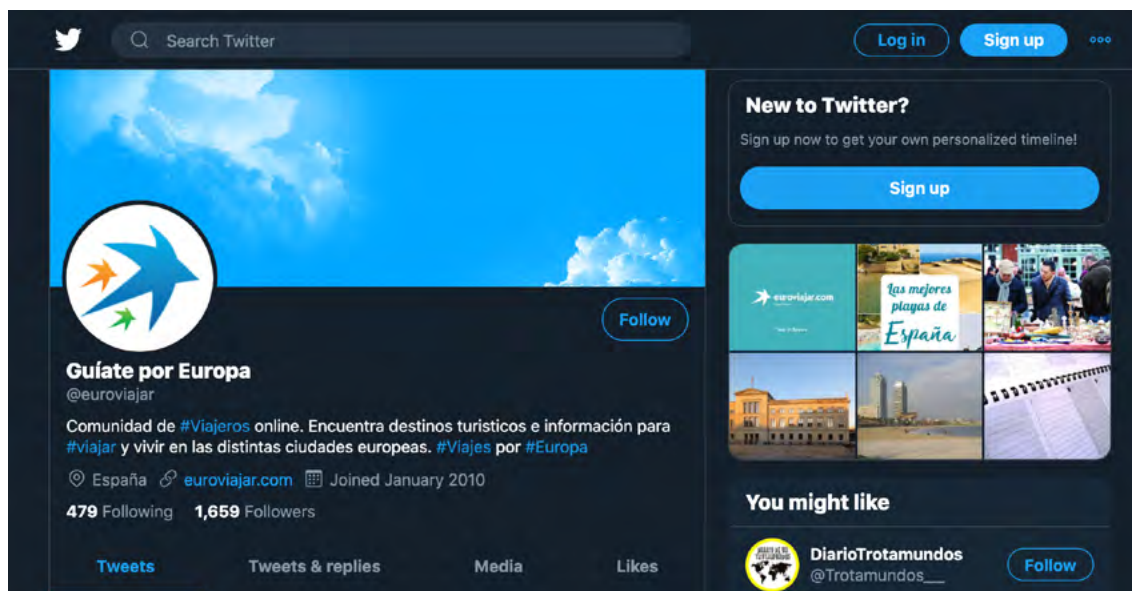 Search Twitter
Log in
Sign up
New to Twitter?
Sign up now to get your own personalized timeline!
Sign up
Follow
Guíate por Europa
@euroviajar
Comunidad de #Viajeros online. Encuentra destinos turisticos e información para
#viajar y vivir en las distintas ciudades europeas. #Viajes por #Europa
España euroviajar.com Joined January 2010
479 Following 1,659 Followers
Tweets Tweets & replies Media Likes
euroviajar.com
Las mejores
playas de
España
You might like
DiarioTrotamundos
@Trotamundos___
Follow